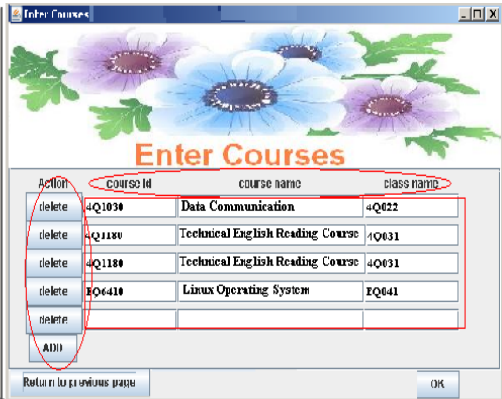 Enter Courses
Enter Courses
Action course id course name class name
delete 4Q1030 Data Communication 4Q022
delete 4Q1180 Technical English Reading Course 4Q031
delete 4Q1180 Technical English Reading Course 4Q031
delete EQ6410 Linux Operating System EQ041
delete
ADD
Return to previous page OK